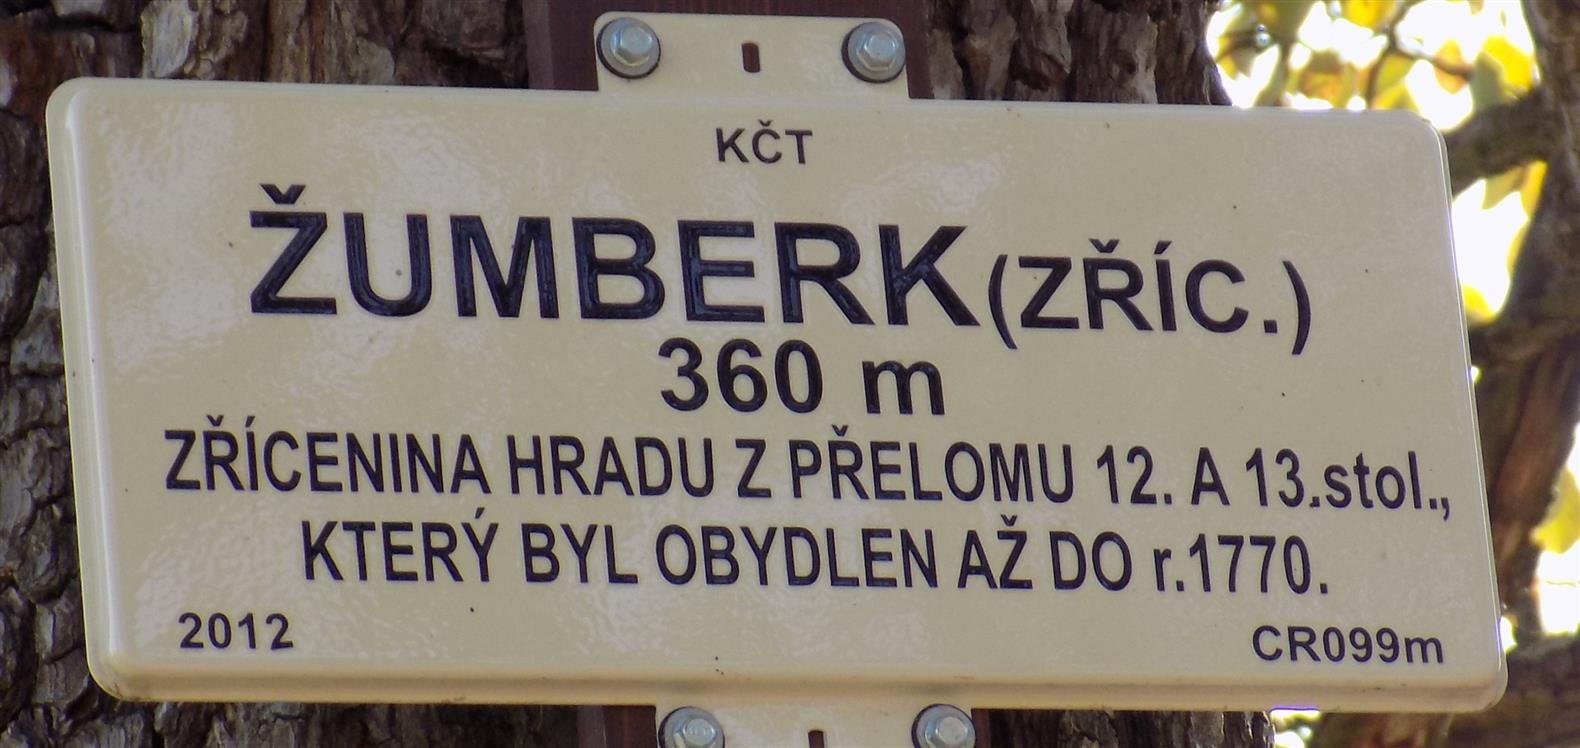 KČT
ŽUMBERK (ZŘÍC.)
360 m
ZŘÍCENINA HRADU Z PŘELOMU 12. A 13.stol.,
KTERÝ BYL OBYDLEN AŽ DO r.1770.
2012 CR099m